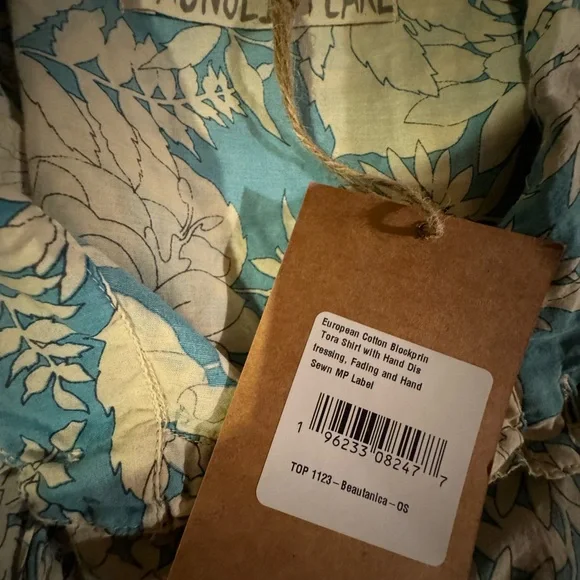 European Cotton Blockprin
Tora Shirt with Hand Dis
tressing, Fading and Hand
Sewn MP Label
1 96233 08247 7
TOP 1123-Beautanica-OS